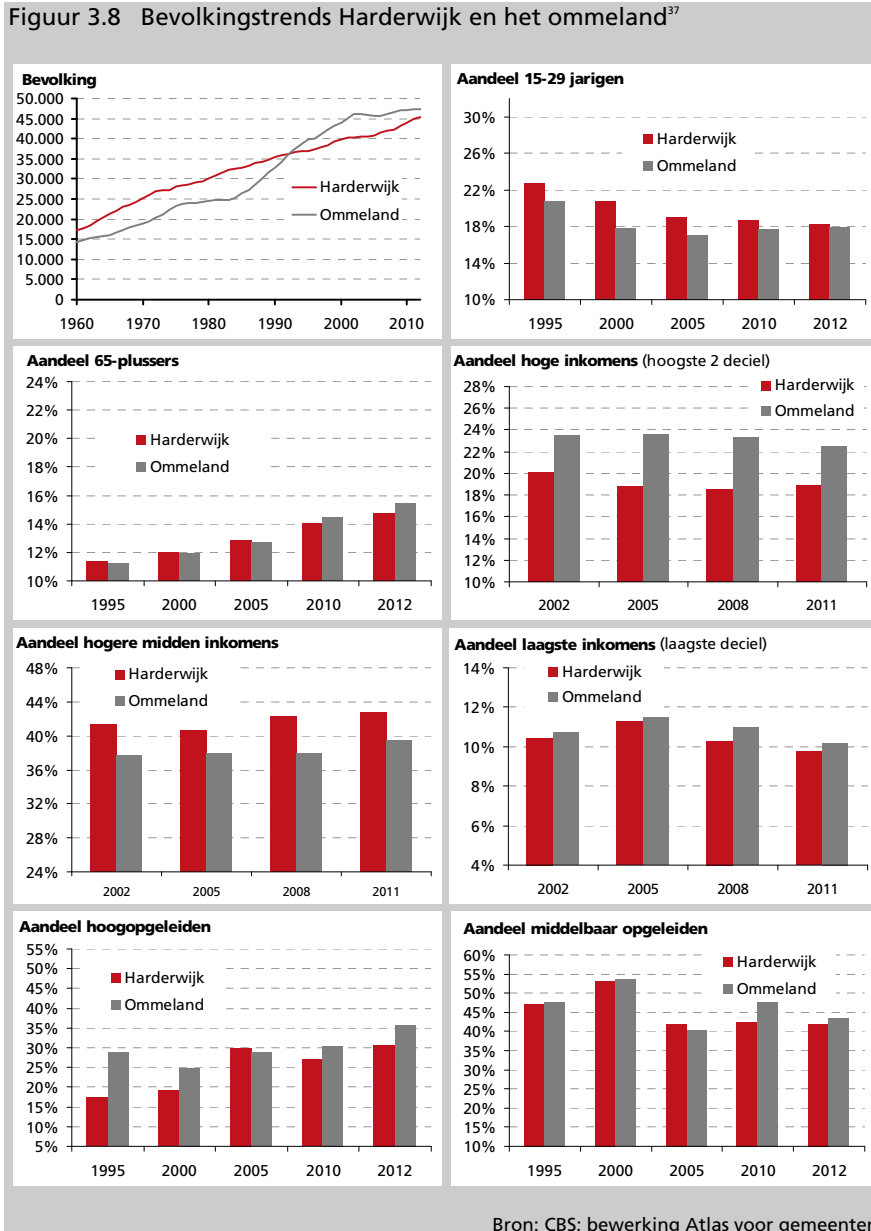 Figuur 3.8 Bevolkingstrends Harderwijk en het ommeland³⁷
Bevolking
50.000
45.000
40.000
35.000
30.000
25.000
20.000
15.000
10.000
5.000
0
Harderwijk
Ommeland
1960 1970 1980 1990 2000 2010
Aandeel 15-29 jarigen
30%
26%
22%
18%
14%
10%
Harderwijk
Ommeland
1995 2000 2005 2010 2012
Aandeel 65-plussers
24%
22%
20%
18%
16%
14%
12%
10%
Harderwijk
Ommeland
1995 2000 2005 2010 2012
Aandeel hoge inkomens (hoogste 2 deciel)
28%
26%
24%
22%
20%
18%
16%
14%
12%
10%
Harderwijk
Ommeland
2002 2005 2008 2011
Aandeel hogere midden inkomens
48%
44%
40%
36%
32%
28%
24%
Harderwijk
Ommeland
2002 2005 2008 2011
Aandeel laagste inkomens (laagste deciel)
14%
12%
10%
8%
6%
4%
Harderwijk
Ommeland
2002 2005 2008 2011
Aandeel hoogopgeleiden
55%
50%
45%
40%
35%
30%
25%
20%
15%
10%
5%
Harderwijk
Ommeland
1995 2000 2005 2010 2012
Aandeel middelbaar opgeleiden
60%
55%
50%
45%
40%
35%
30%
25%
20%
15%
10%
Harderwijk
Ommeland
1995 2000 2005 2010 2012
Bron: CBS; bewerking Atlas voor gemeenten